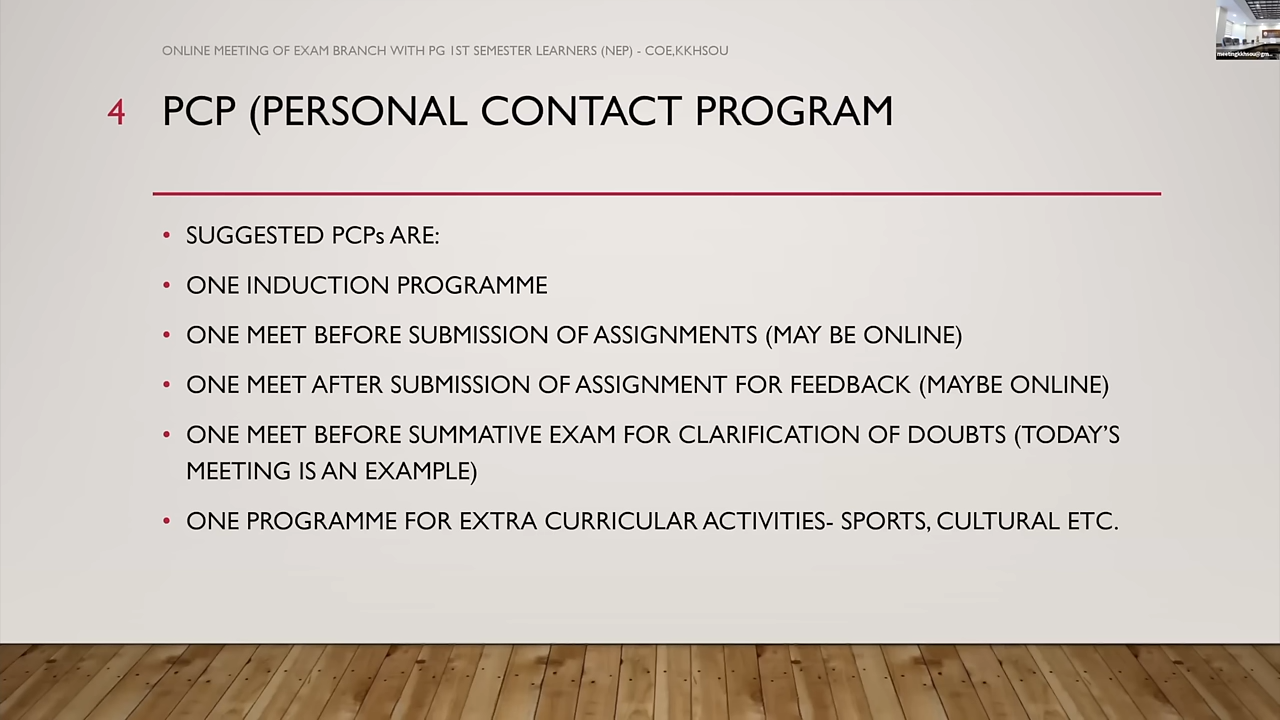 ONLINE MEETING OF EXAM BRANCH WITH PG 1ST SEMESTER LEARNERS (NEP) - COE,KKHSOU
4 PCP (PERSONAL CONTACT PROGRAM
• SUGGESTED PCPs ARE:
• ONE INDUCTION PROGRAMME
• ONE MEET BEFORE SUBMISSION OF ASSIGNMENTS (MAY BE ONLINE)
• ONE MEET AFTER SUBMISSION OF ASSIGNMENT FOR FEEDBACK (MAYBE ONLINE)
• ONE MEET BEFORE SUMMATIVE EXAM FOR CLARIFICATION OF DOUBTS (TODAY'S
MEETING IS AN EXAMPLE)
• ONE PROGRAMME FOR EXTRA CURRICULAR ACTIVITIES- SPORTS, CULTURAL ETC.
meetingkkhsou@gm...